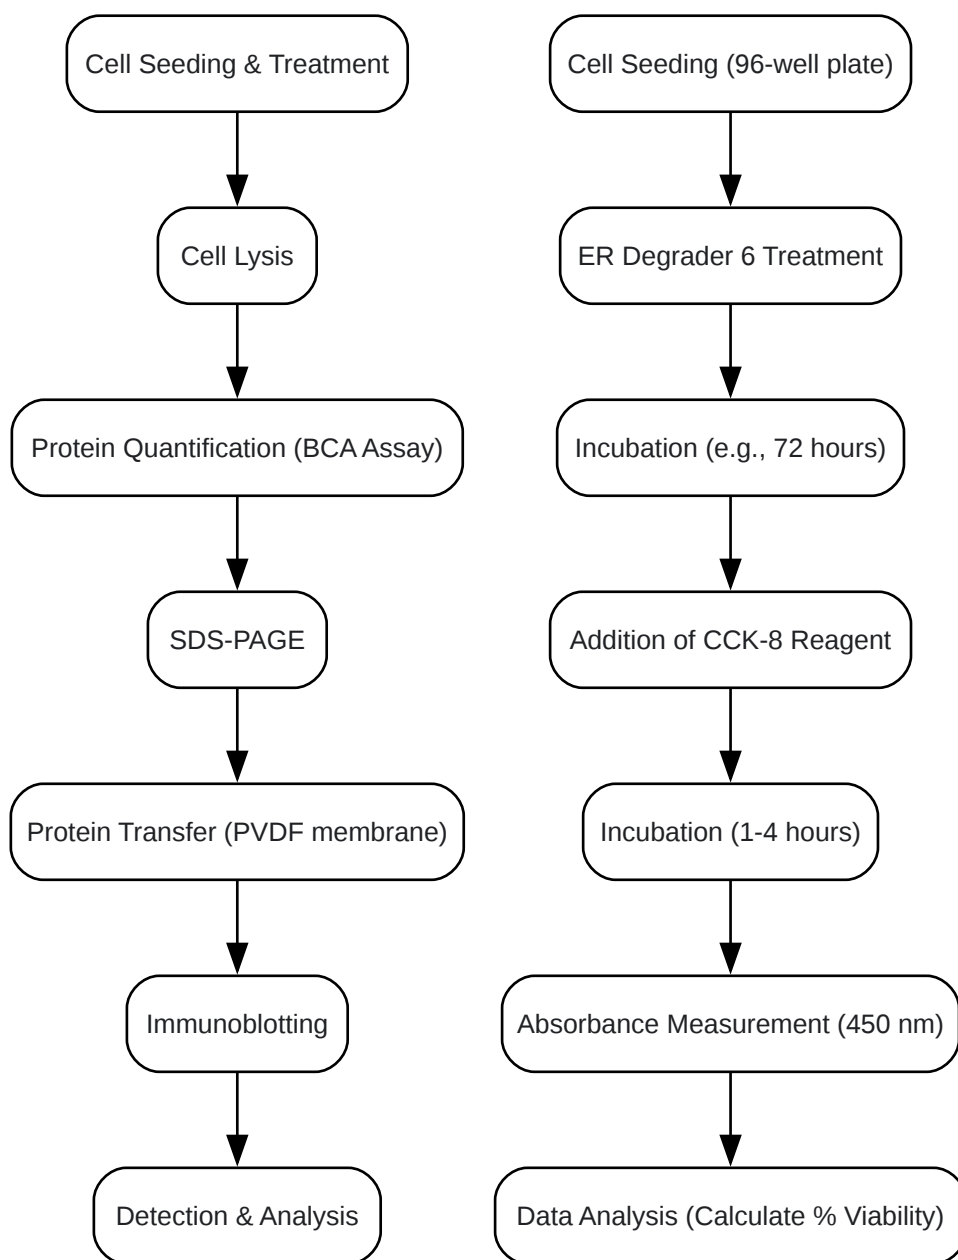 Cell Seeding & Treatment
Cell Lysis
Protein Quantification (BCA Assay)
SDS-PAGE
Protein Transfer (PVDF membrane)
Immunoblotting
Detection & Analysis
Cell Seeding (96-well plate)
ER Degrader 6 Treatment
Incubation (e.g., 72 hours)
Addition of CCK-8 Reagent
Incubation (1-4 hours)
Absorbance Measurement (450 nm)
Data Analysis (Calculate % Viability)